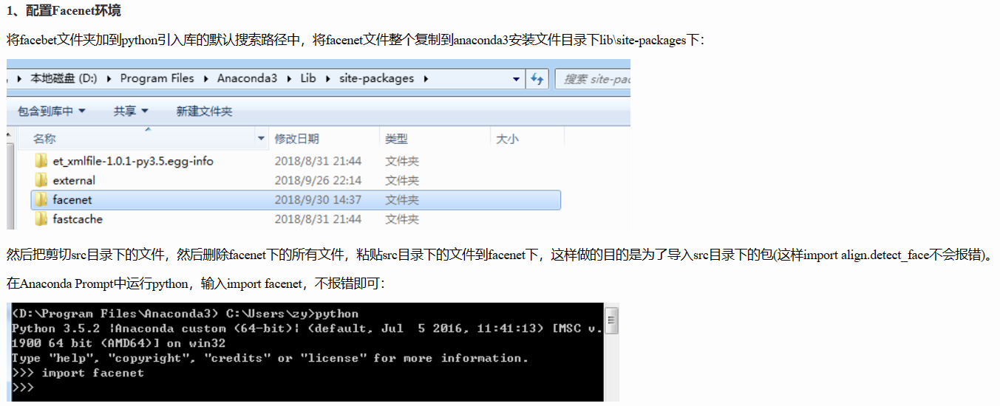 1、配置Facenet环境
将facebet文件夹加到python引入库的默认搜索路径中，将facenet文件整个复制到anaconda3安装文件目录下lib\site-packages下：
本地磁盘 (D:) Program Files Anaconda3 Lib site-packages 搜索 site-pac
包含到库中 共享 新建文件夹
名称 修改日期 类型 大小
et_xmlfile-1.0.1-py3.5.egg-info 2018/8/31 21:44 文件夹
external 2018/9/26 22:14 文件夹
facenet 2018/9/30 14:37 文件夹
fastcache 2018/8/31 21:44 文件夹
然后把剪切src目录下的文件，然后删除facenet下的所有文件，粘贴src目录下的文件到facenet下，这样做的目的是为了导入src目录下的包(这样import align.detect_face不会报错)。
在Anaconda Prompt中运行python，输入import facenet，不报错即可：
(D:\Program Files\Anaconda3) C:\Users\zy>python
Python 3.5.2 |Anaconda custom (64-bit)| (default, Jul  5 2016, 11:41:13) [MSC v.
1900 64 bit (AMD64)] on win32
Type "help", "copyright", "credits" or "license" for more information.
>>> import facenet
>>>